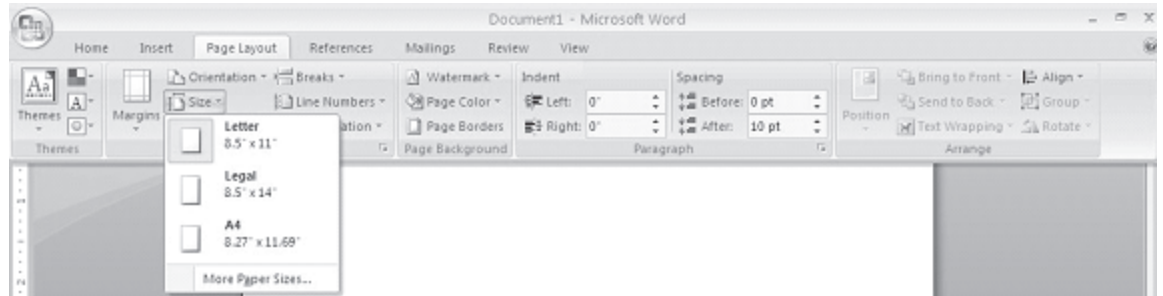 Document1 - Microsoft Word
Home Insert Page Layout References Mailings Review View
Aa Orientation Breaks Watermark Indent Spacing Bring to Front Align
A Size Line Numbers Page Color Left: 0" Before: 0 pt Send to Back Group
Themes Margins ation Page Borders Right: 0" After: 10 pt Position Text Wrapping Rotate
Themes Page Background Paragraph Arrange
Letter
8.5" x 11"
Legal
8.5" x 14"
A4
8.27" x 11.69"
More Paper Sizes...